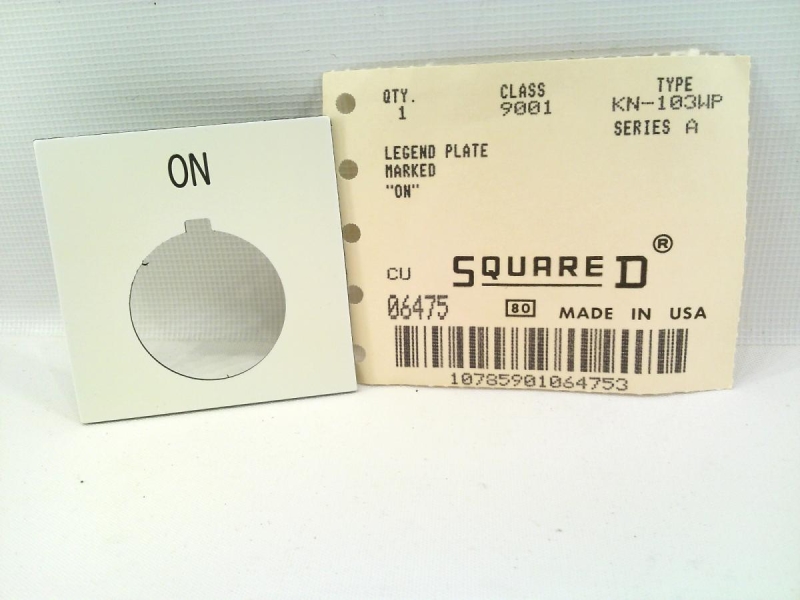 ON
QTY. CLASS TYPE
1 9001 KN-103WP
SERIES A
LEGEND PLATE
MARKED
"ON"
CU SQUARE D®
06475 80 MADE IN USA
10785901064753